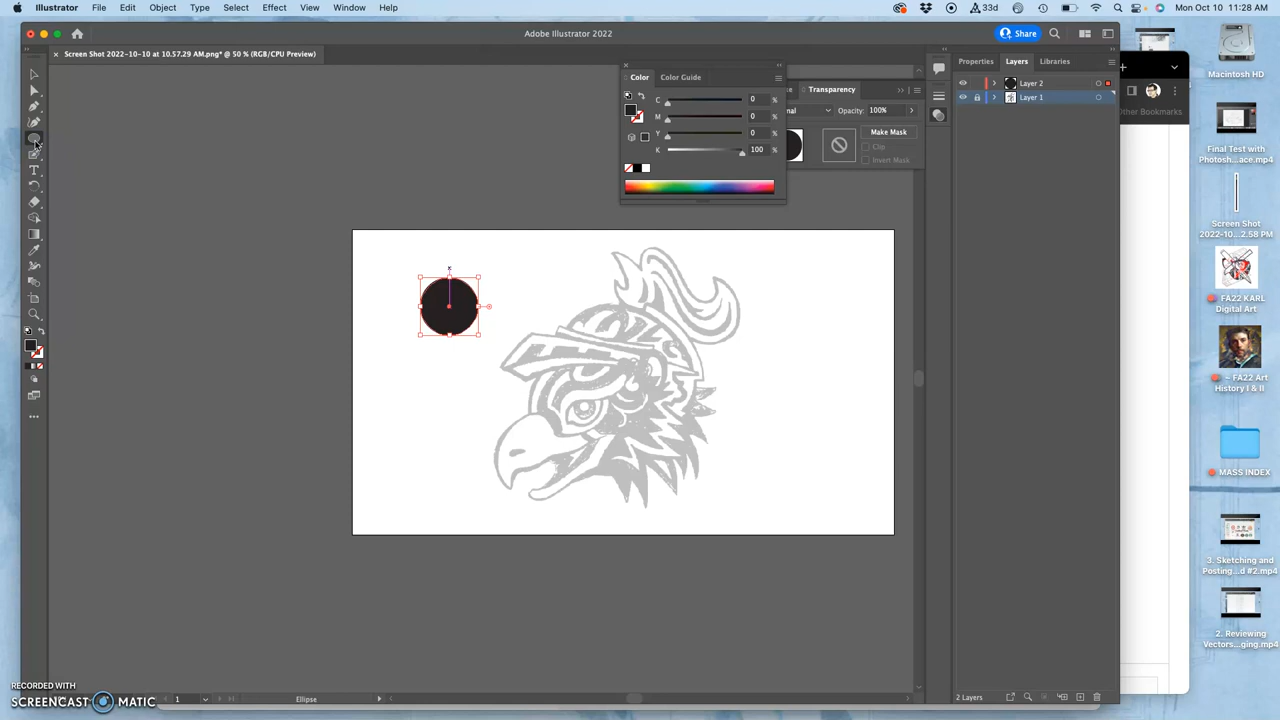 Illustrator File Edit Object Type Select Effect View Window Help 33d Mon Oct 10 11:28 AM
Adobe Illustrator 2022
Share
Screen Shot 2022-10-10 at 10.57.29 AM.png* @ 50 % (RGB/CPU Preview)
Color Color Guide
C 0 %
M 0 %
Y 0 %
K 100 %
Transparency
Opacity: 100%
Make Mask
Clip
Invert Mask
Properties Layers Libraries
Layer 2
Layer 1
Other Bookmarks
Macintosh HD
Final Test with
Photosh...ace.mp4
Screen Shot
2022-10...2.58 PM
FA22 KARL
Digital Art
~ FA22 Art
History I & II
MASS INDEX
3. Sketching and
Posting...d #2.mp4
2. Reviewing
Vectors...ging.mp4
2 Layers
1 Ellipse
RECORDED WITH
SCREENCAST MATIC